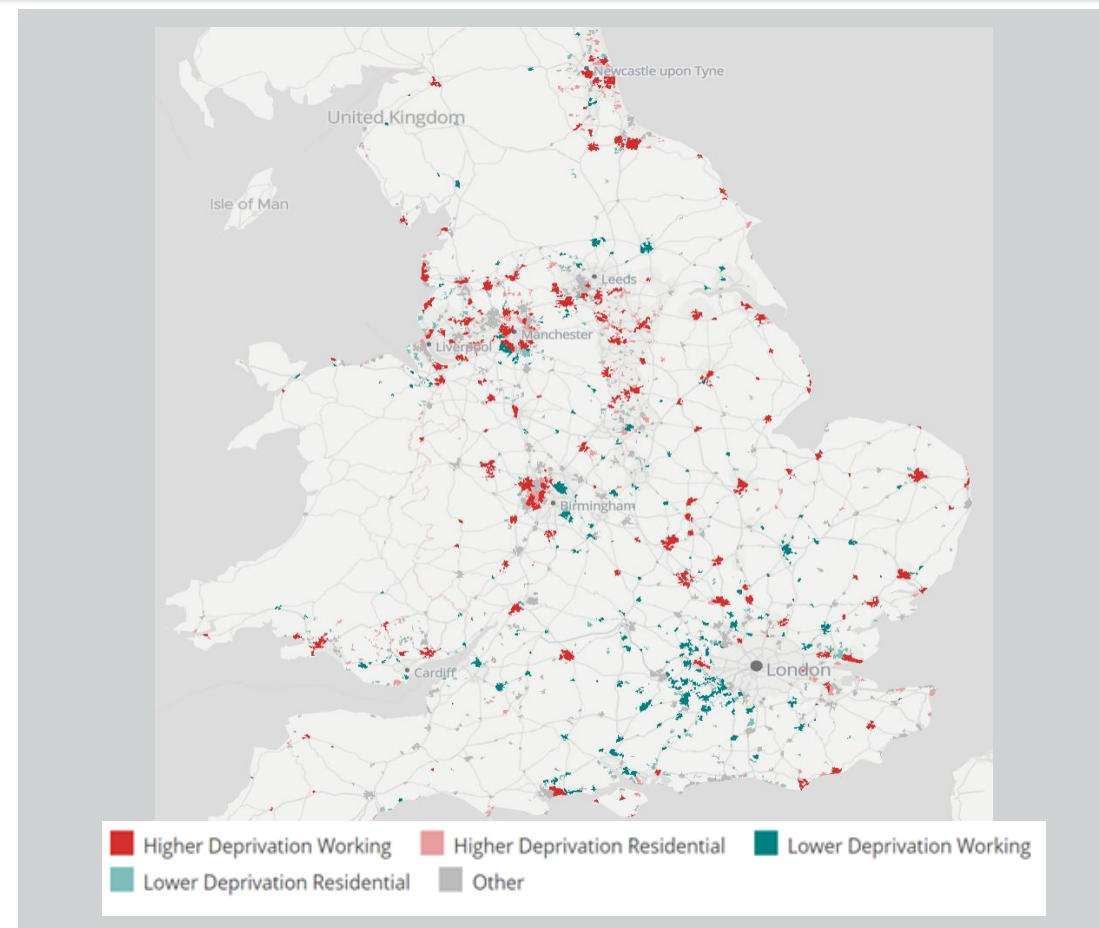 Newcastle upon Tyne
United Kingdom
Isle of Man
Leeds
Manchester
Liverpool
Birmingham
Cardiff
London
Higher Deprivation Working
Higher Deprivation Residential
Lower Deprivation Working
Lower Deprivation Residential
Other